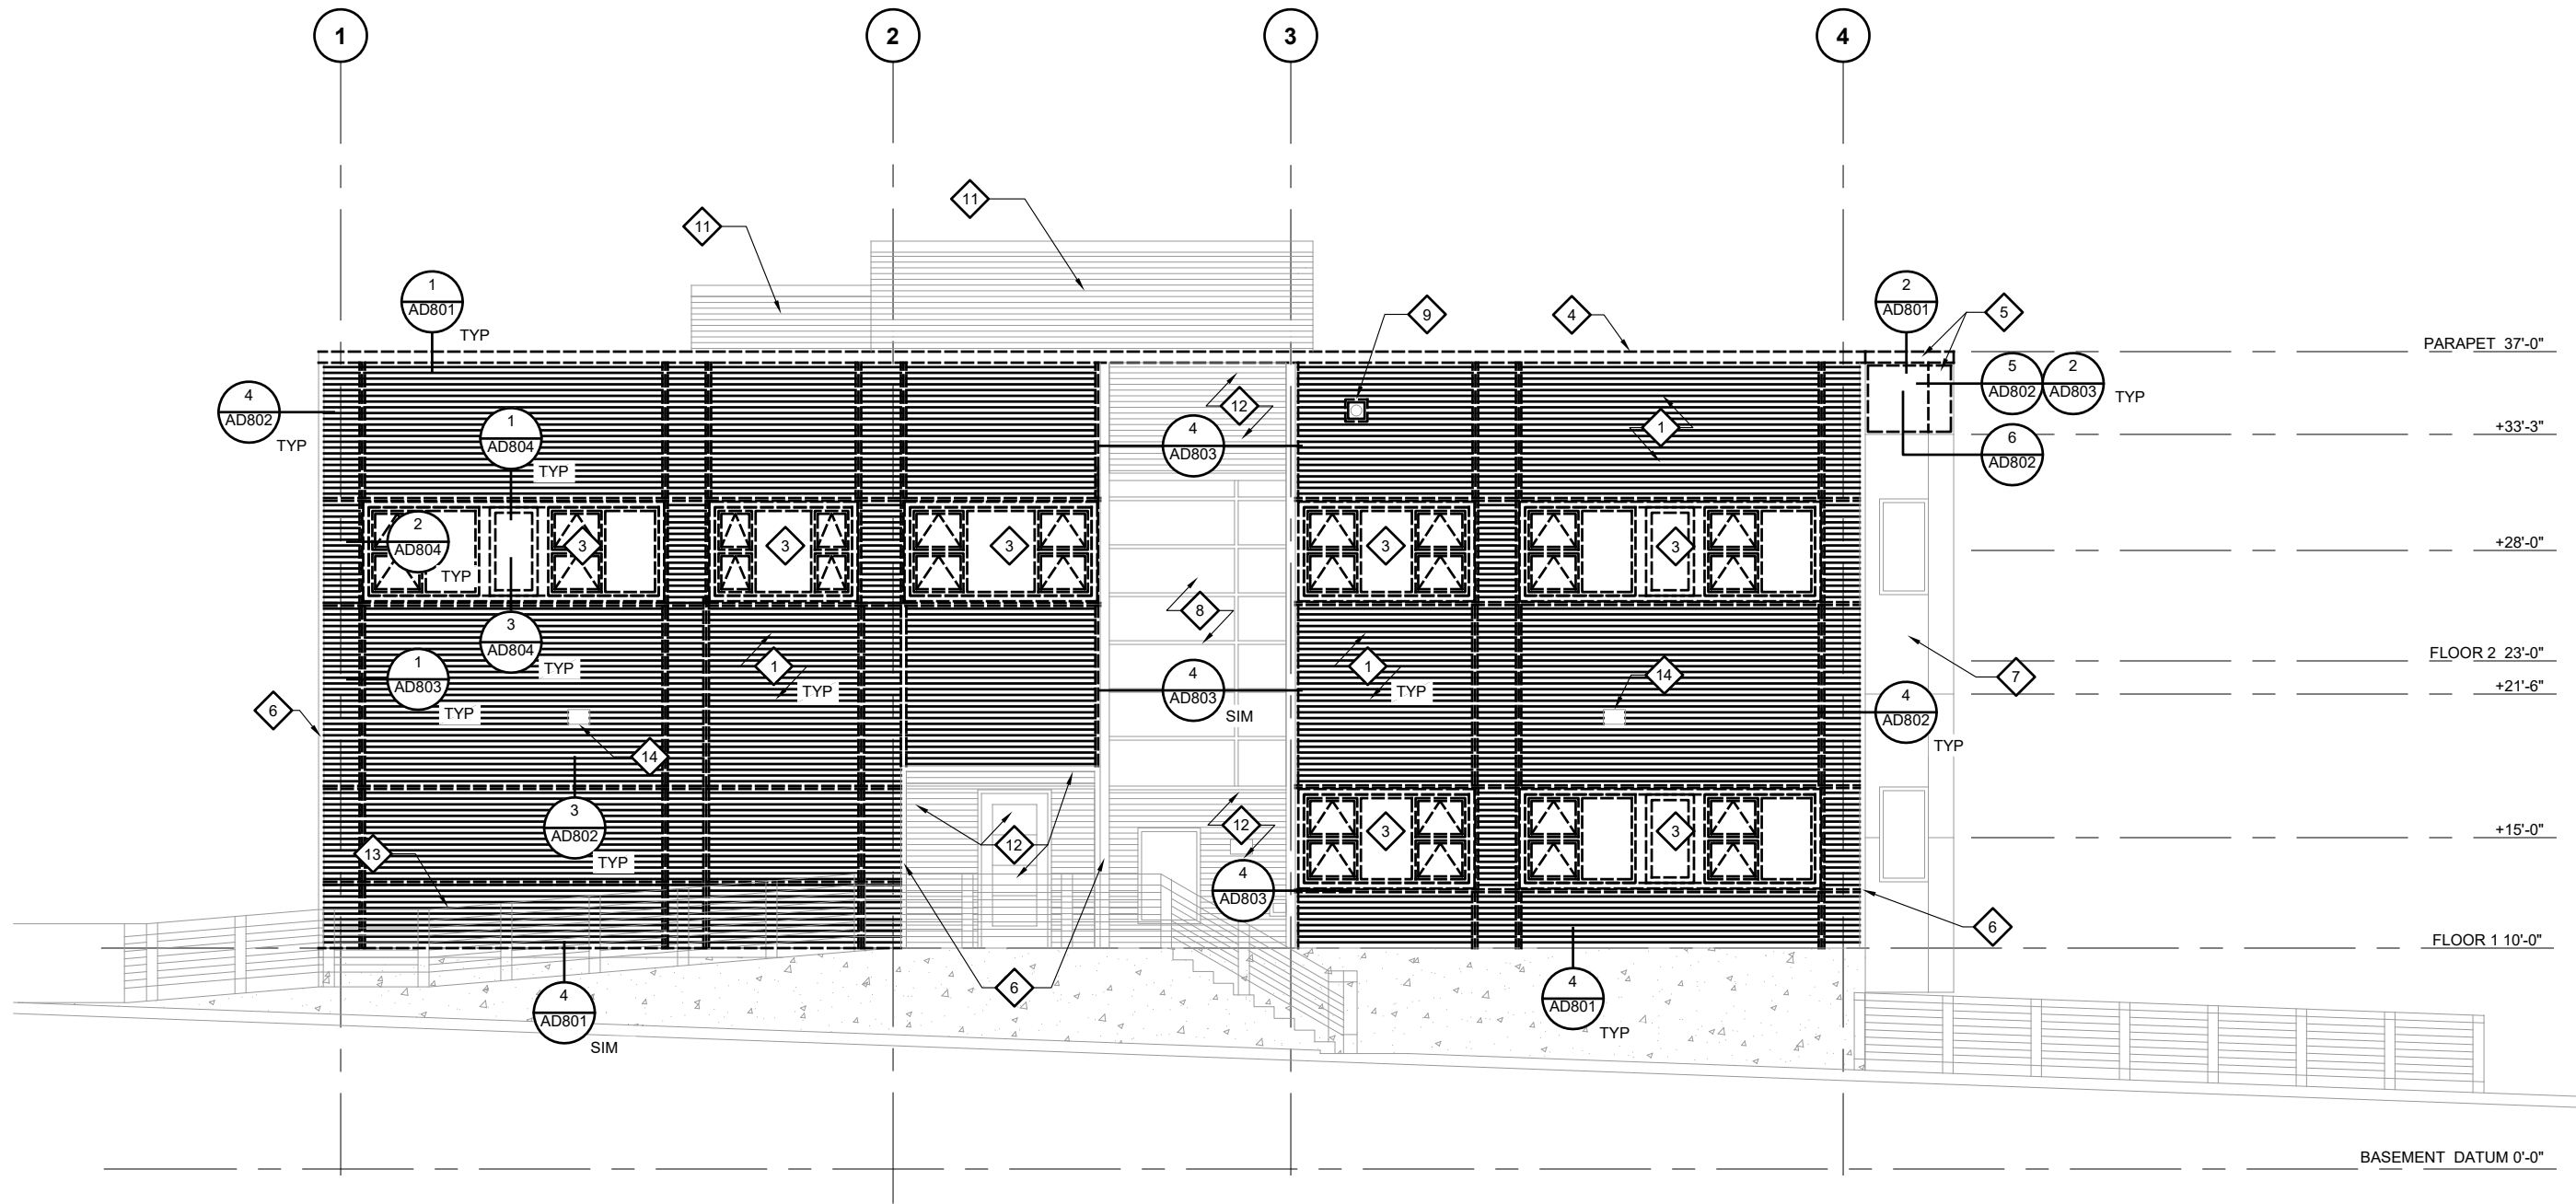 1
2
3
4
11
11
1
AD801
TYP
2
AD801
9
4
5
PARAPET 37'-0"
4
AD802
TYP
5
AD802
2
AD803
TYP
12
1
AD804
TYP
4
AD803
1
+33'-3"
6
AD802
2
AD804
TYP
3
3
3
3
3
+28'-0"
8
3
AD804
TYP
1
TYP
1
TYP
14
7
FLOOR 2 23'-0"
+21'-6"
1
AD803
TYP
4
AD803
SIM
6
4
AD802
TYP
14
3
AD802
TYP
13
12
12
3
3
+15'-0"
4
AD803
6
FLOOR 1 10'-0"
6
4
AD801
SIM
4
AD801
TYP
BASEMENT DATUM 0'-0"